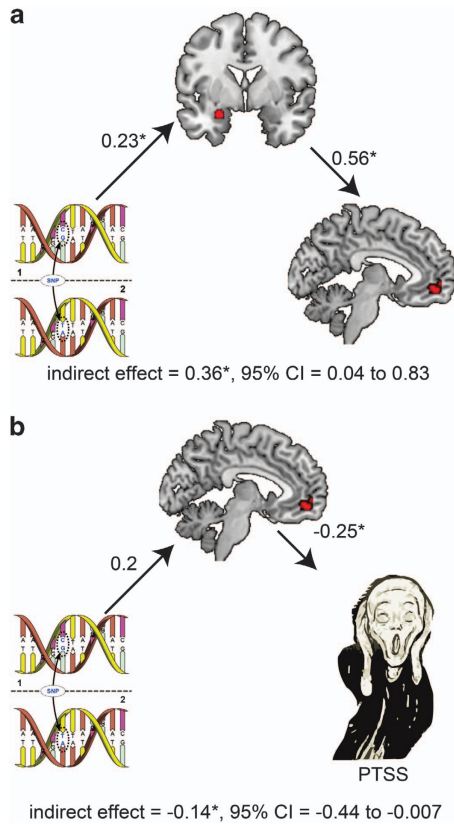 a
0.23*
0.56*
1
SNP
2
indirect effect = 0.36*, 95% CI = 0.04 to 0.83
b
0.2
-0.25*
1
SNP
2
PTSS
indirect effect = -0.14*, 95% CI = -0.44 to -0.007